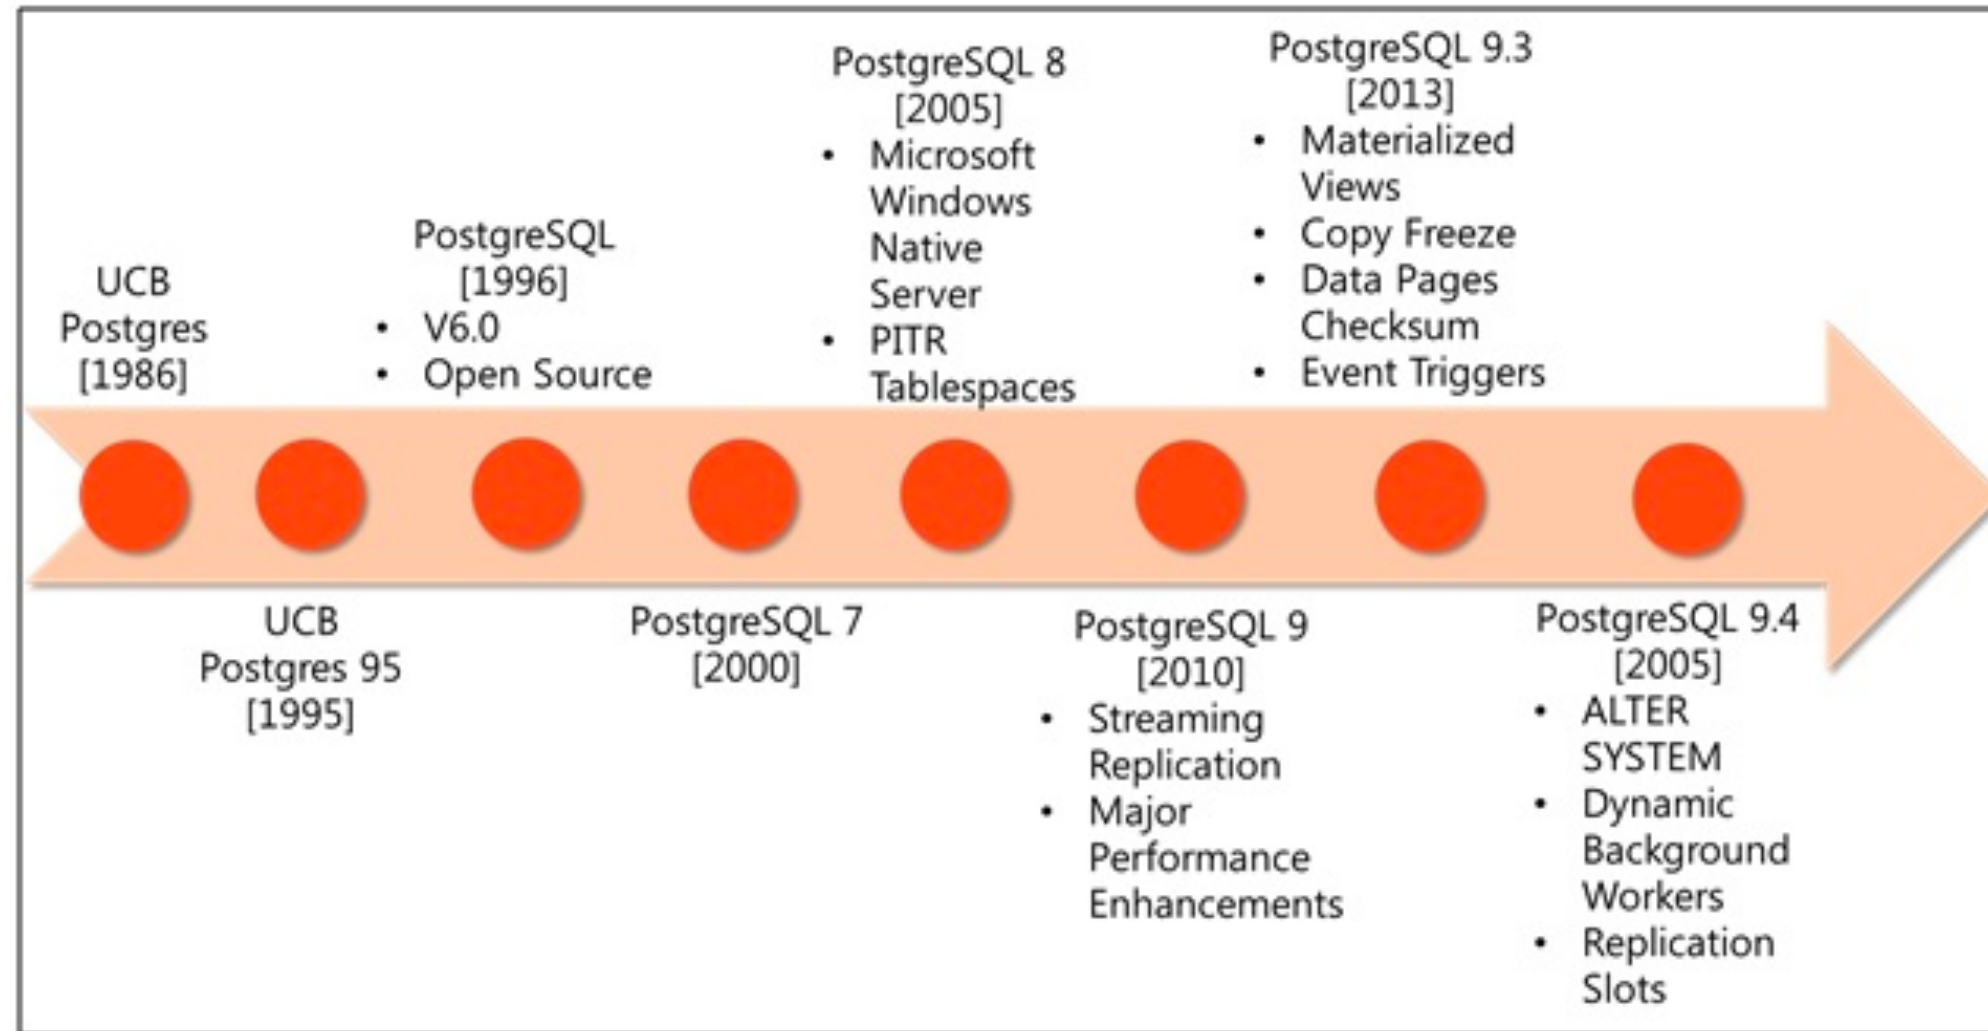 UCB
Postgres
[1986]
UCB
Postgres 95
[1995]
PostgreSQL
[1996]
• V6.0
• Open Source
PostgreSQL 7
[2000]
PostgreSQL 8
[2005]
• Microsoft
Windows
Native
Server
• PITR
Tablespaces
PostgreSQL 9
[2010]
• Streaming
Replication
• Major
Performance
Enhancements
PostgreSQL 9.3
[2013]
• Materialized
Views
• Copy Freeze
• Data Pages
Checksum
• Event Triggers
PostgreSQL 9.4
[2005]
• ALTER
SYSTEM
• Dynamic
Background
Workers
• Replication
Slots